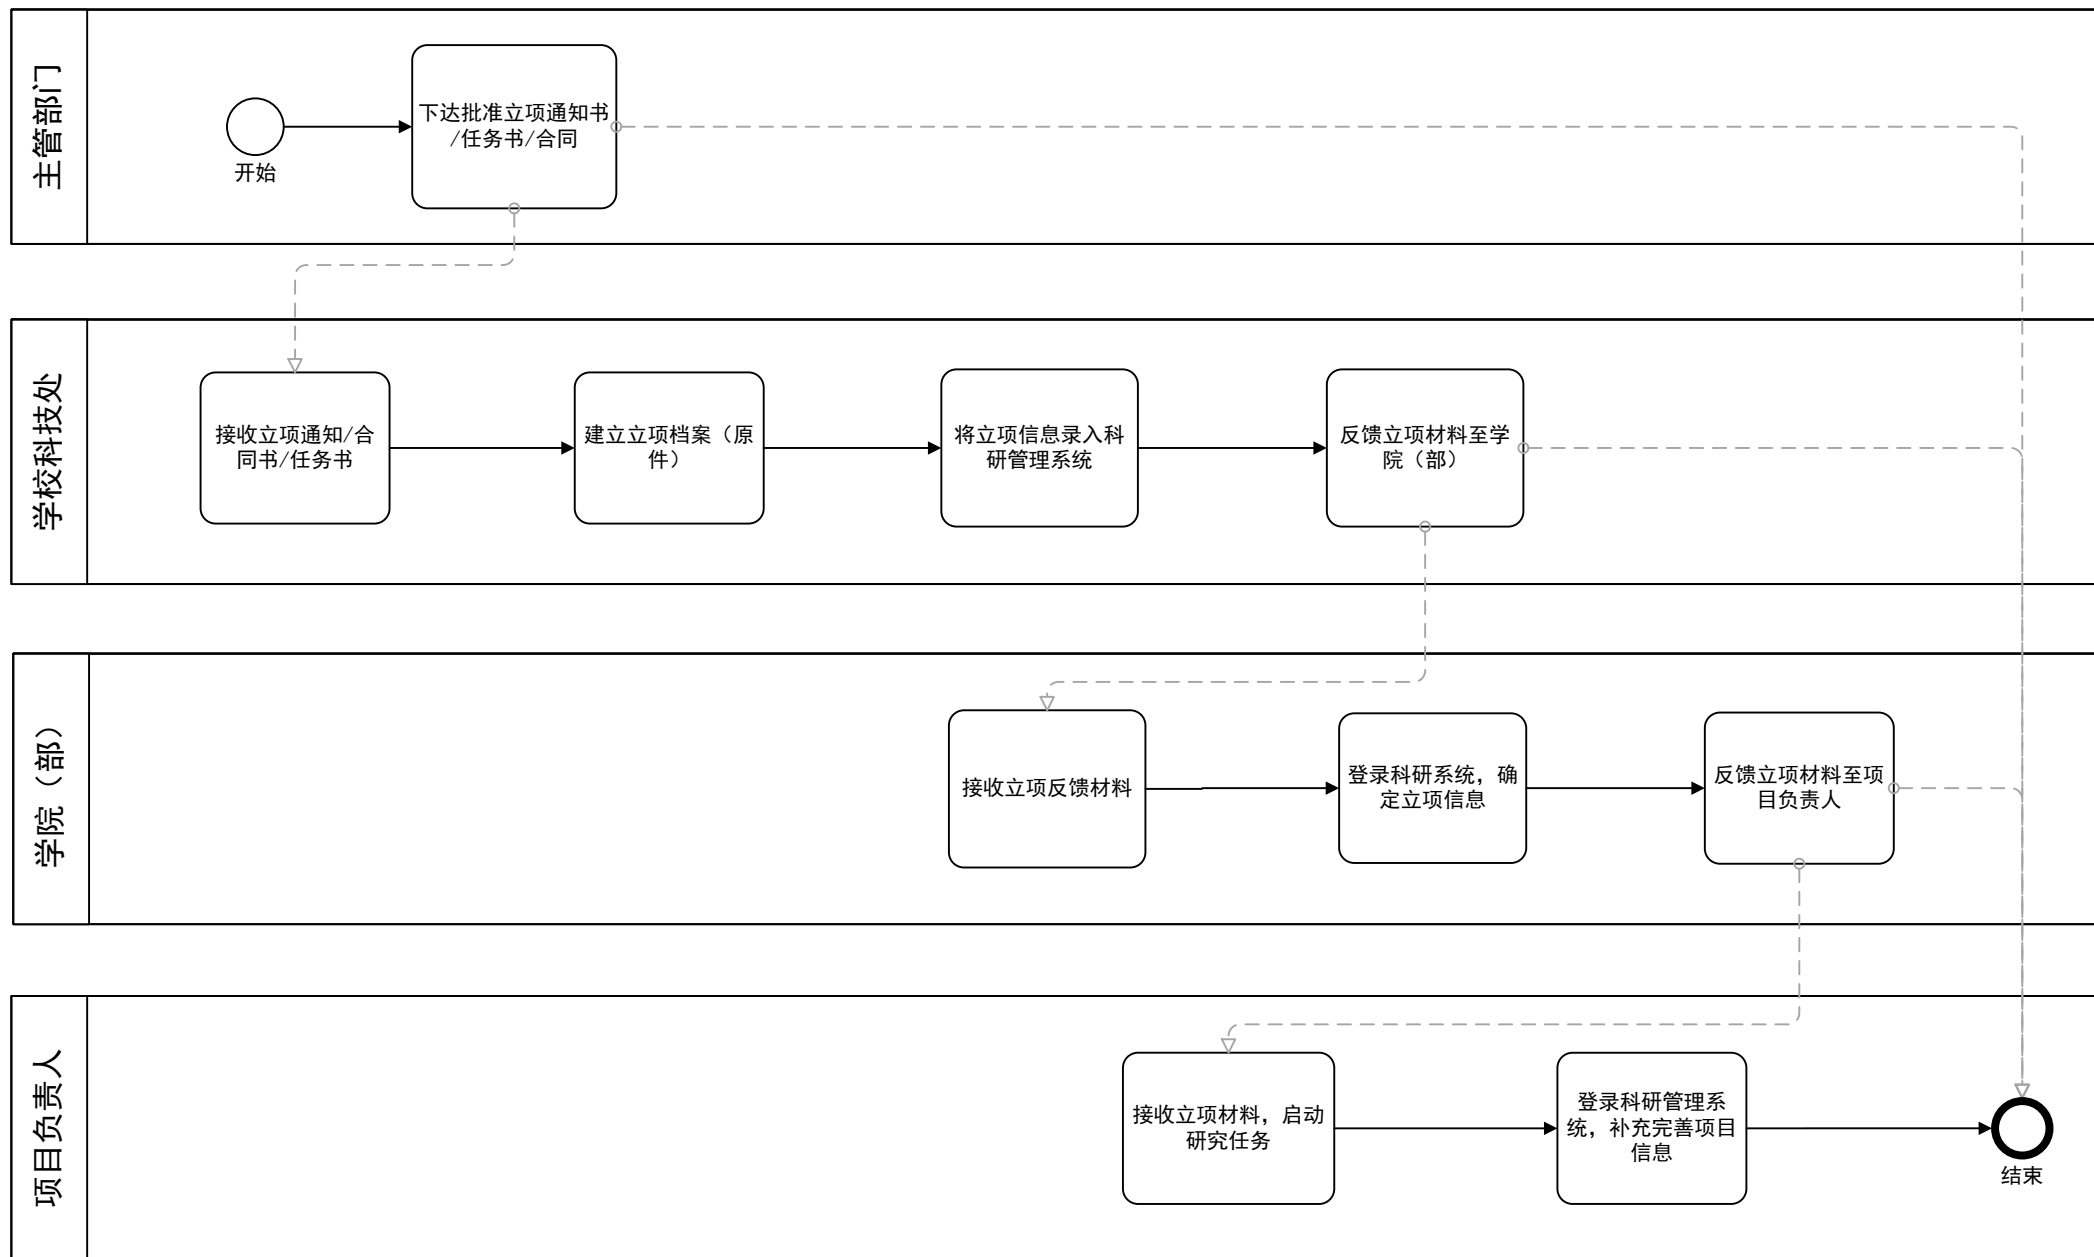 主管部门
下达批准立项通知书
/任务书/合同
开始
学校科技处
接收立项通知/合
同书/任务书
建立立项档案（原
件）
将立项信息录入科
研管理系统
反馈立项材料至学
院（部）
学院（部）
接收立项反馈材料
登录科研系统，确
定立项信息
反馈立项材料至项
目负责人
项目负责人
接收立项材料，启动
研究任务
登录科研管理系
统，补充完善项目
信息
结束